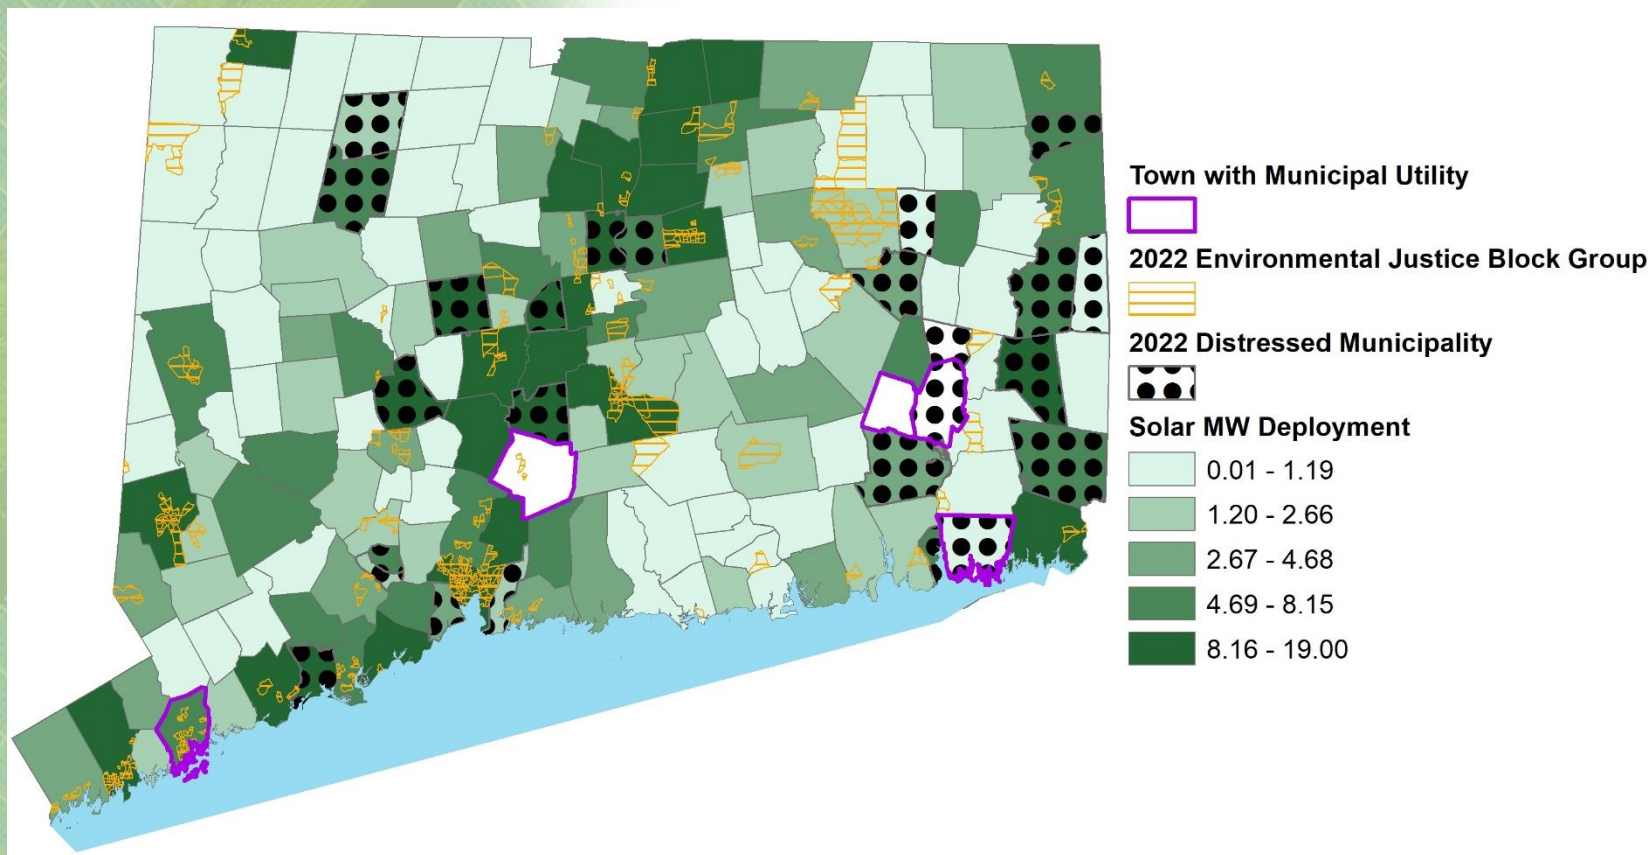 Town with Municipal Utility
2022 Environmental Justice Block Group
2022 Distressed Municipality
Solar MW Deployment
0.01 - 1.19
1.20 - 2.66
2.67 - 4.68
4.69 - 8.15
8.16 - 19.00